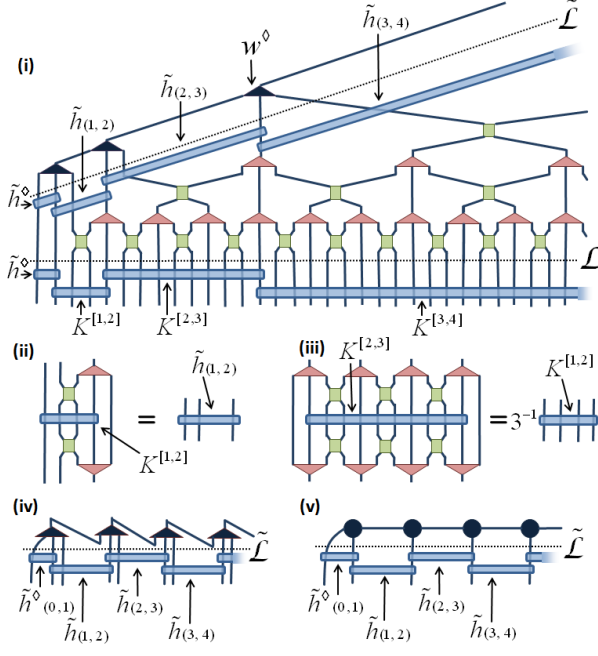 (i)
w^◊
h̃_(3,4)
ℒ̃
h̃_(2,3)
h̃_(1,2)
h̃^◊
h̃^◊
ℒ
K^[1,2]
K^[2,3]
K^[3,4]
(ii)
h̃_(1,2)
=
K^[1,2]
(iii)
K^[2,3]
= 3^-1
K^[1,2]
(iv)
ℒ̃
h̃^◊_(0,1)
h̃_(1,2)
h̃_(2,3)
h̃_(3,4)
(v)
ℒ̃
h̃^◊_(0,1)
h̃_(1,2)
h̃_(2,3)
h̃_(3,4)